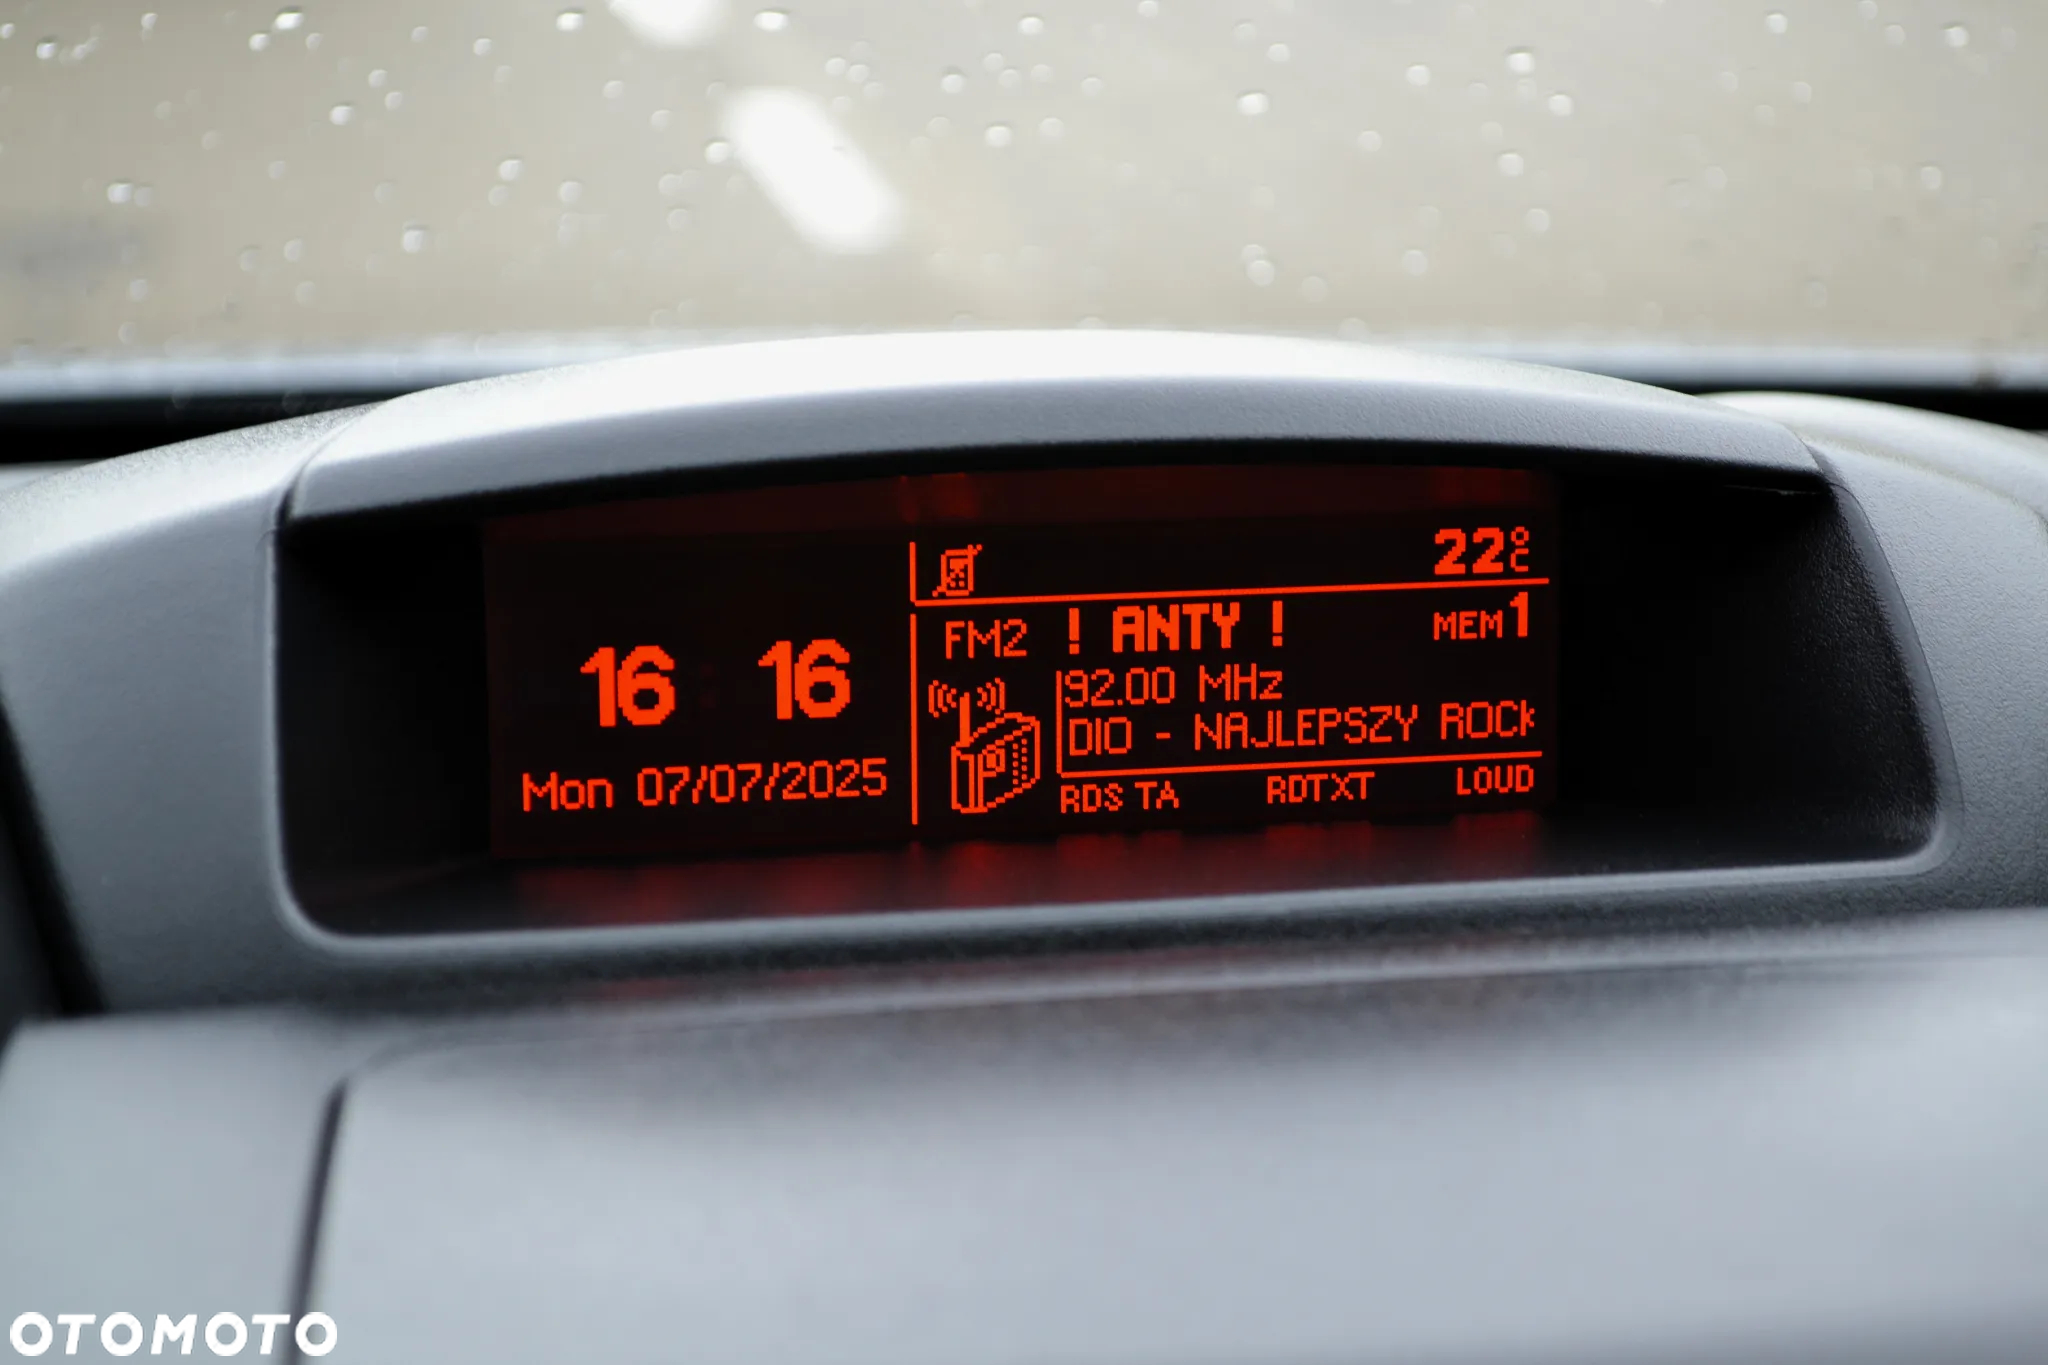 22°C
FM2 ! ANTY ! MEM 1
16 16
92.00 MHz
DIO - NAJLEPSZY ROCK
Mon 07/07/2025
RDS TA RDTXT LOUD
OTOMOTO